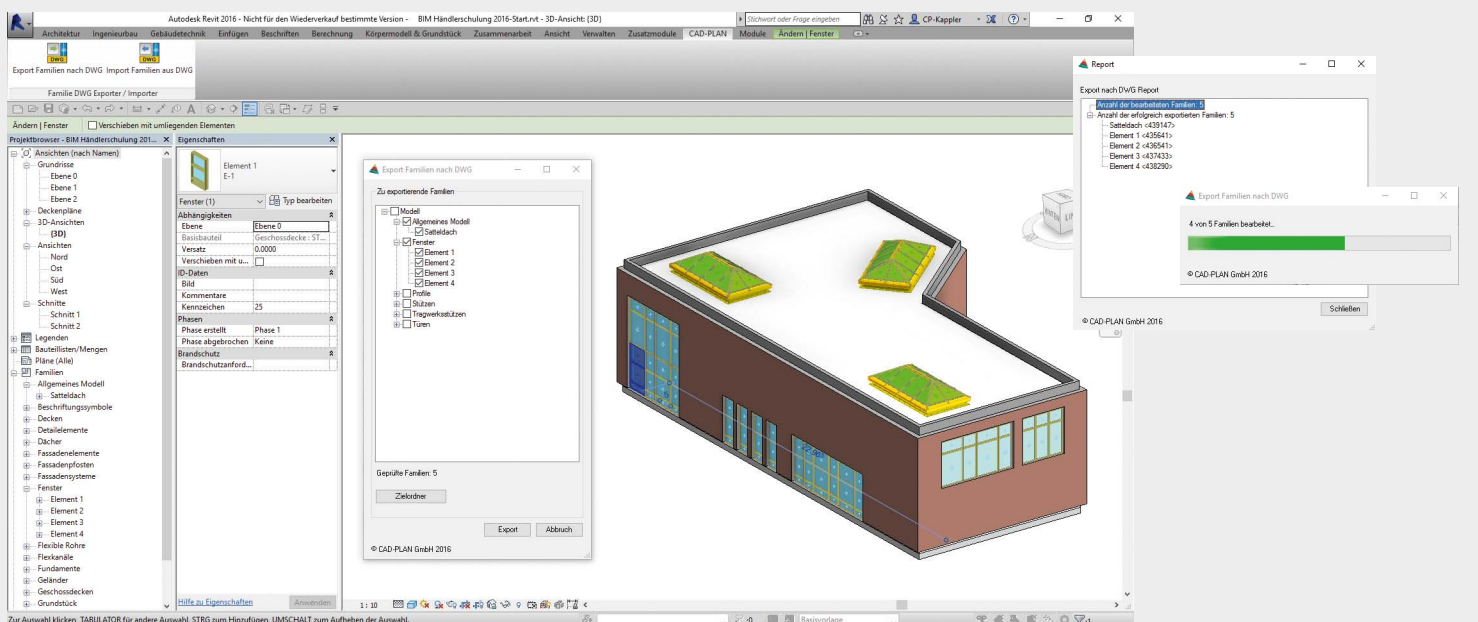 Autodesk Revit 2016 - Nicht für den Wiederverkauf bestimmte Version - BIM Händlerschulung 2016-Start.rvt - 3D-Ansicht: {3D}
Stichwort oder Frage eingeben
CP-Kappler
Architektur Ingenieurbau Gebäudetechnik Einfügen Beschriften Berechnung Körpermodell & Grundstück Zusammenarbeit Ansicht Verwalten Zusatzmodule CAD-PLAN Module Ändern | Fenster
DWG DWG
Export Familien nach DWG Import Familien aus DWG
Familie DWG Exporter / Importer
Ändern | Fenster Verschieben mit umliegenden Elementen
Projektbrowser - BIM Händlerschulung 201...
Ansichten (nach Namen)
Grundrisse
Ebene 0
Ebene 1
Ebene 2
Deckenpläne
3D-Ansichten
{3D}
Ansichten
Nord
Ost
Süd
West
Schnitte
Schnitt 1
Schnitt 2
Legenden
Bauteillisten/Mengen
Pläne (Alle)
Familien
Allgemeines Modell
Satteldach
Beschriftungssymbole
Decken
Detailelemente
Dächer
Fassadenelemente
Fassadenpfosten
Fassadensysteme
Fenster
Element 1
Element 2
Element 3
Element 4
Flexible Rohre
Flexkanäle
Fundamente
Geländer
Geschossdecken
Grundstück
Eigenschaften
Element 1
E-1
Fenster (1) Typ bearbeiten
Abhängigkeiten
Ebene Ebene 0
Basisbauteil Geschossdecke : ST...
Versatz 0.0000
Verschieben mit u...
ID-Daten
Bild
Kommentare
Kennzeichen 25
Phasen
Phase erstellt Phase 1
Phase abgebrochen Keine
Brandschutz
Brandschutzanford...
Hilfe zu Eigenschaften Anwenden
Export Familien nach DWG
Zu exportierende Familien
Modell
Allgemeines Modell
Satteldach
Fenster
Element 1
Element 2
Element 3
Element 4
Profile
Stützen
Tragwerksstützen
Türen
Geprüfte Familien: 5
Zielordner
Export Abbruch
© CAD-PLAN GmbH 2016
Report
Export nach DWG Report
Anzahl der bearbeiteten Familien: 5
Anzahl der erfolgreich exportierten Familien: 5
Satteldach <439147>
Element 1 <435641>
Element 2 <436541>
Element 3 <437433>
Element 4 <438290>
Schließen
© CAD-PLAN GmbH 2016
Export Familien nach DWG
4 von 5 Familien bearbeitet...
© CAD-PLAN GmbH 2016
1 : 10
Zur Auswahl klicken, TABULATOR für andere Auswahl, STRG zum Hinzufügen, UMSCHALT zum Aufheben der Auswahl.
:0
Basisvorlage
:1